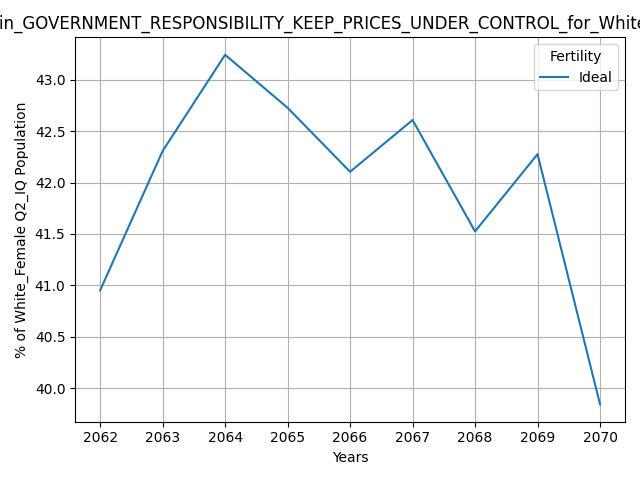 in_GOVERNMENT_RESPONSIBILITY_KEEP_PRICES_UNDER_CONTROL_for_White
Fertility
Ideal
43.0
42.5
42.0
41.5
41.0
40.5
40.0
% of White_Female Q2_IQ Population
2062 2063 2064 2065 2066 2067 2068 2069 2070
Years